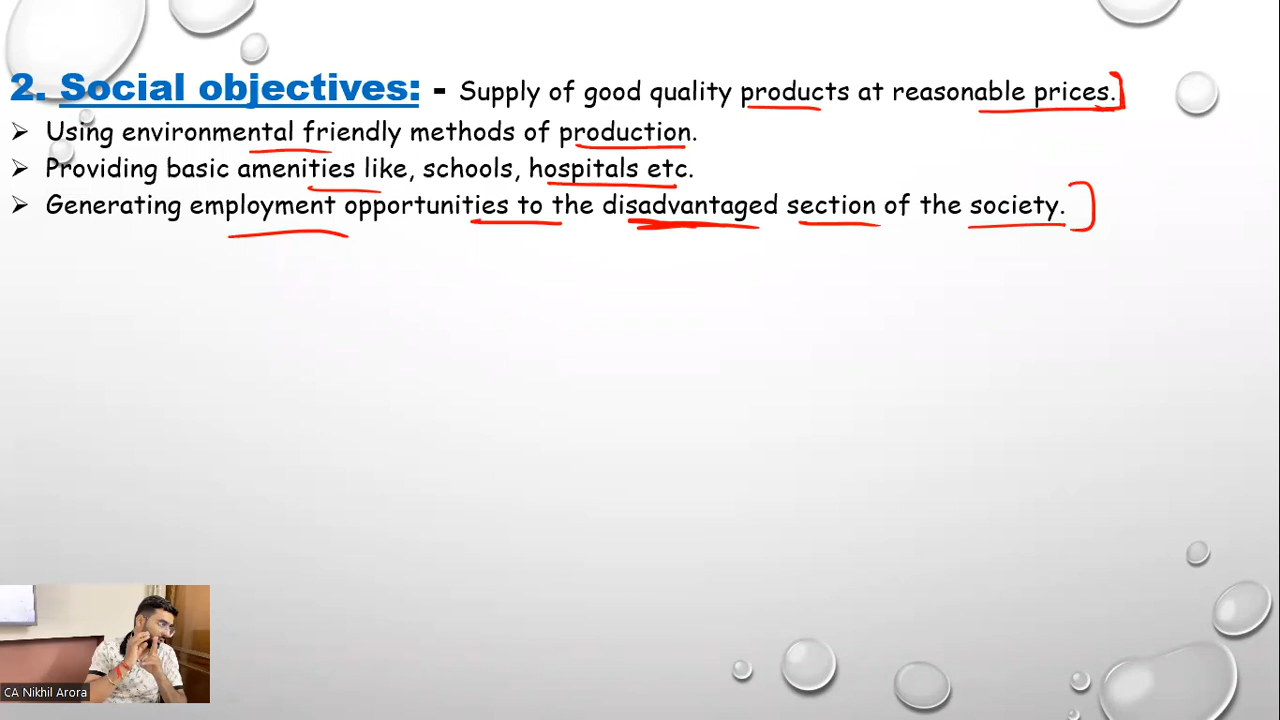 2. Social objectives: - Supply of good quality products at reasonable prices.
➢ Using environmental friendly methods of production.
➢ Providing basic amenities like, schools, hospitals etc.
➢ Generating employment opportunities to the disadvantaged section of the society.
CA Nikhil Arora